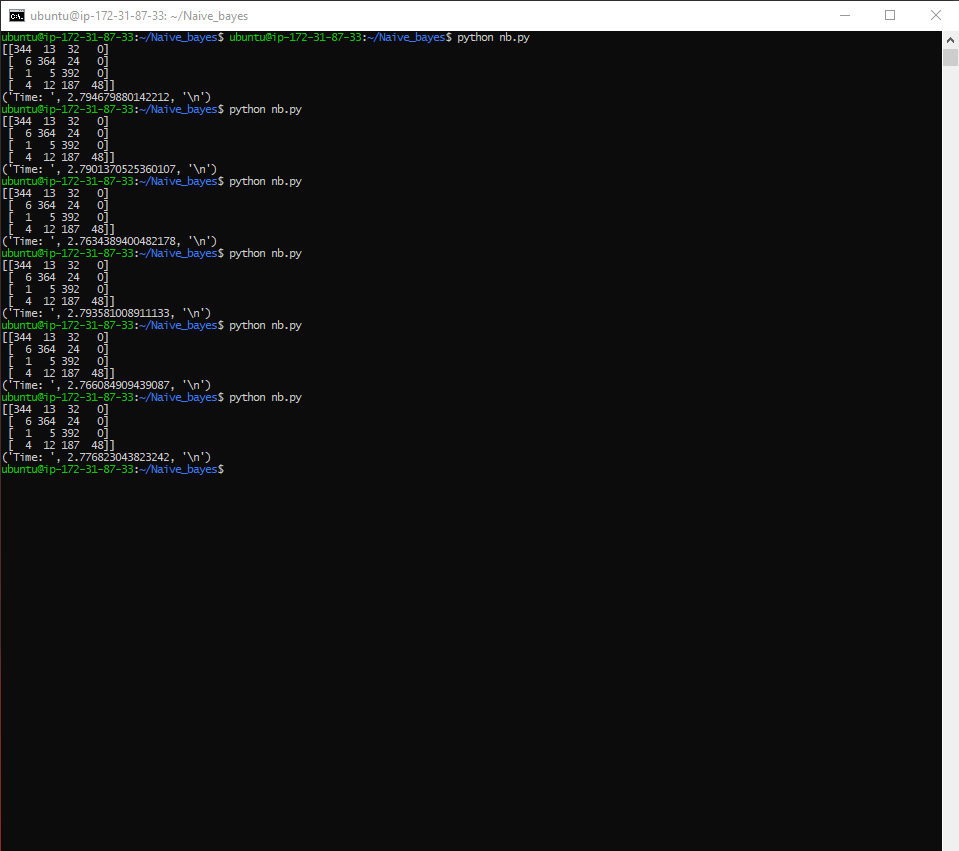 ubuntu@ip-172-31-87-33: ~/Naive_bayes
ubuntu@ip-172-31-87-33:~/Naive_bayes$ ubuntu@ip-172-31-87-33:~/Naive_bayes$ python nb.py
[[344  13  32   0]
 [  6 364  24   0]
 [  1   5 392   0]
 [  4  12 187  48]]
('Time: ', 2.794679880142212, '\n')
ubuntu@ip-172-31-87-33:~/Naive_bayes$ python nb.py
[[344  13  32   0]
 [  6 364  24   0]
 [  1   5 392   0]
 [  4  12 187  48]]
('Time: ', 2.7901370525360107, '\n')
ubuntu@ip-172-31-87-33:~/Naive_bayes$ python nb.py
[[344  13  32   0]
 [  6 364  24   0]
 [  1   5 392   0]
 [  4  12 187  48]]
('Time: ', 2.7634389400482178, '\n')
ubuntu@ip-172-31-87-33:~/Naive_bayes$ python nb.py
[[344  13  32   0]
 [  6 364  24   0]
 [  1   5 392   0]
 [  4  12 187  48]]
('Time: ', 2.793581008911133, '\n')
ubuntu@ip-172-31-87-33:~/Naive_bayes$ python nb.py
[[344  13  32   0]
 [  6 364  24   0]
 [  1   5 392   0]
 [  4  12 187  48]]
('Time: ', 2.766084909439087, '\n')
ubuntu@ip-172-31-87-33:~/Naive_bayes$ python nb.py
[[344  13  32   0]
 [  6 364  24   0]
 [  1   5 392   0]
 [  4  12 187  48]]
('Time: ', 2.776823043823242, '\n')
ubuntu@ip-172-31-87-33:~/Naive_bayes$